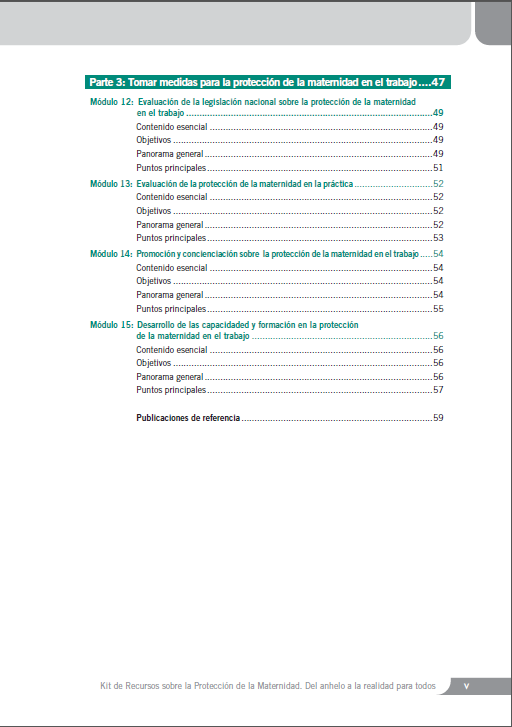 Parte 3: Tomar medidas para la protección de la maternidad en el trabajo....47
Módulo 12: Evaluación de la legislación nacional sobre la protección de la maternidad
en el trabajo ..........49
Contenido esencial ..........49
Objetivos ..........49
Panorama general ..........49
Puntos principales ..........51
Módulo 13: Evaluación de la protección de la maternidad en la práctica ..........52
Contenido esencial ..........52
Objetivos ..........52
Panorama general ..........52
Puntos principales ..........53
Módulo 14: Promoción y concienciación sobre la protección de la maternidad en el trabajo .....54
Contenido esencial ..........54
Objetivos ..........54
Panorama general ..........54
Puntos principales ..........55
Módulo 15: Desarrollo de las capacidaded y formación en la protección
de la maternidad en el trabajo ..........56
Contenido esencial ..........56
Objetivos ..........56
Panorama general ..........56
Puntos principales ..........57
Publicaciones de referencia ..........59
Kit de Recursos sobre la Protección de la Maternidad. Del anhelo a la realidad para todos v